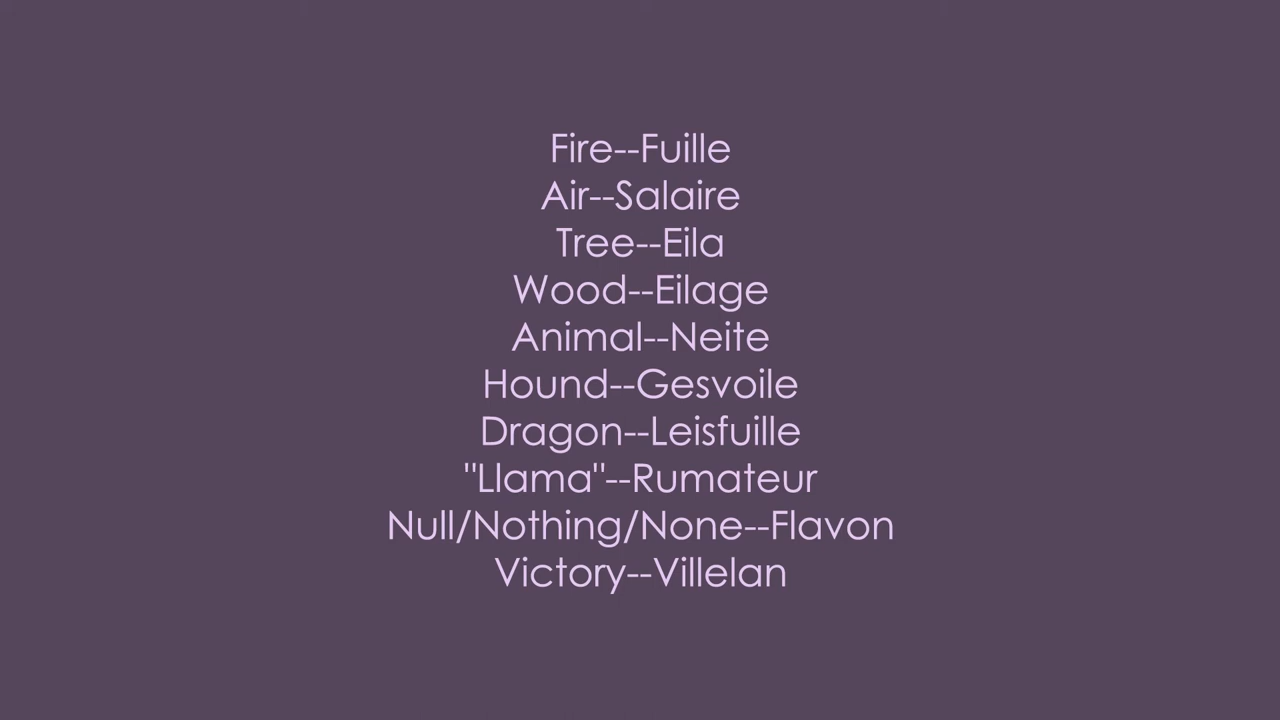 Fire--Fuille
Air--Salaire
Tree--Eila
Wood--Eilage
Animal--Neite
Hound--Gesvoile
Dragon--Leisfuille
"Llama"--Rumateur
Null/Nothing/None--Flavon
Victory--Villelan